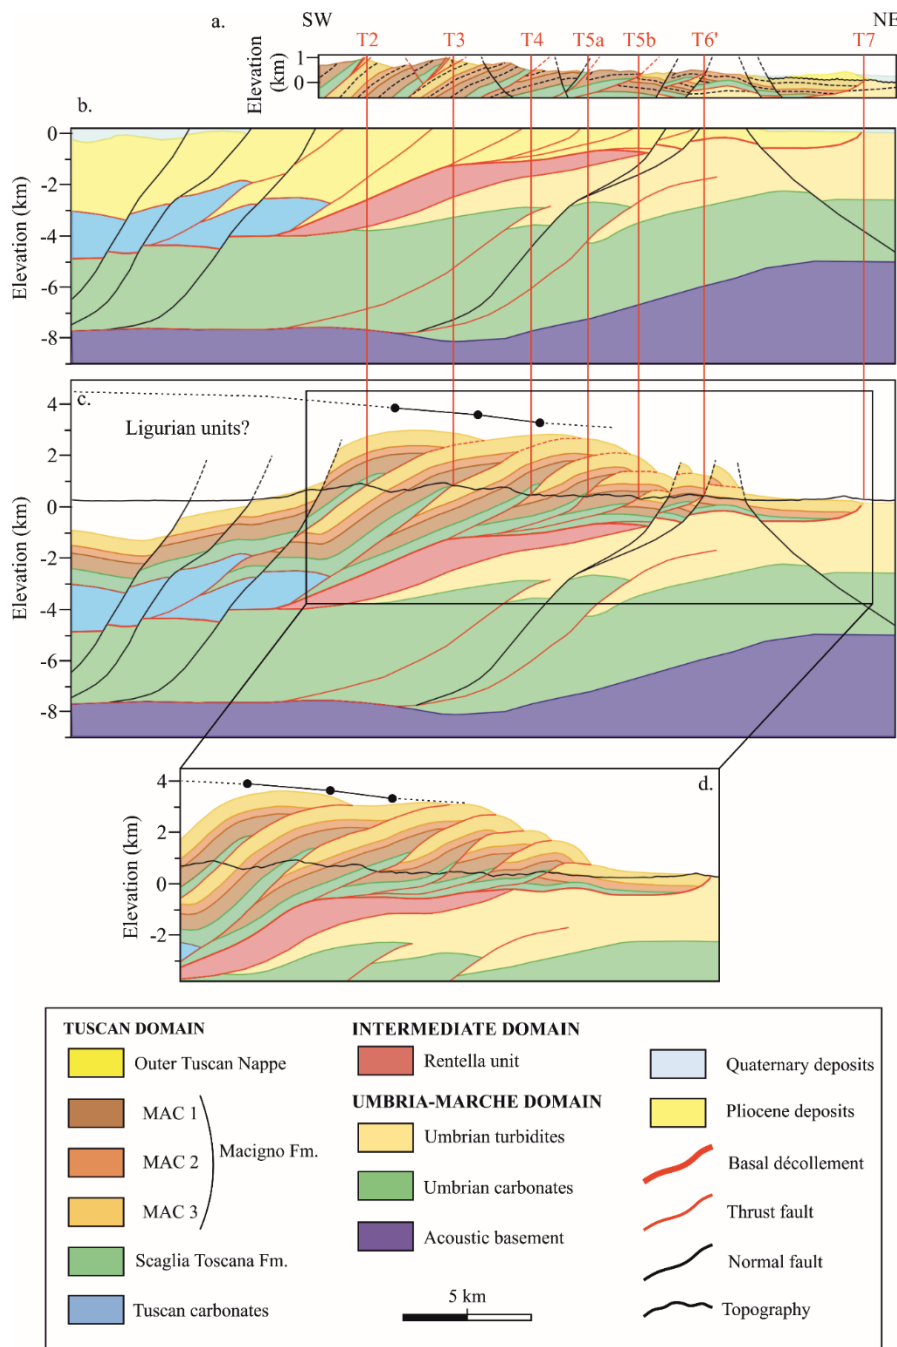 a.
SW
NE
T2
T3
T4
T5a
T5b
T6'
T7
Elevation
(km)
1
0
b.
Elevation (km)
0
-2
-4
-6
-8
c.
Elevation (km)
4
2
0
-2
-4
-6
-8
Ligurian units?
d.
Elevation (km)
4
2
0
-2
TUSCAN DOMAIN
Outer Tuscan Nappe
MAC 1
MAC 2
Macigno Fm.
MAC 3
Scaglia Toscana Fm.
Tuscan carbonates
INTERMEDIATE DOMAIN
Rentella unit
UMBRIA-MARCHE DOMAIN
Umbrian turbidites
Umbrian carbonates
Acoustic basement
5 km
Quaternary deposits
Pliocene deposits
Basal décollement
Thrust fault
Normal fault
Topography